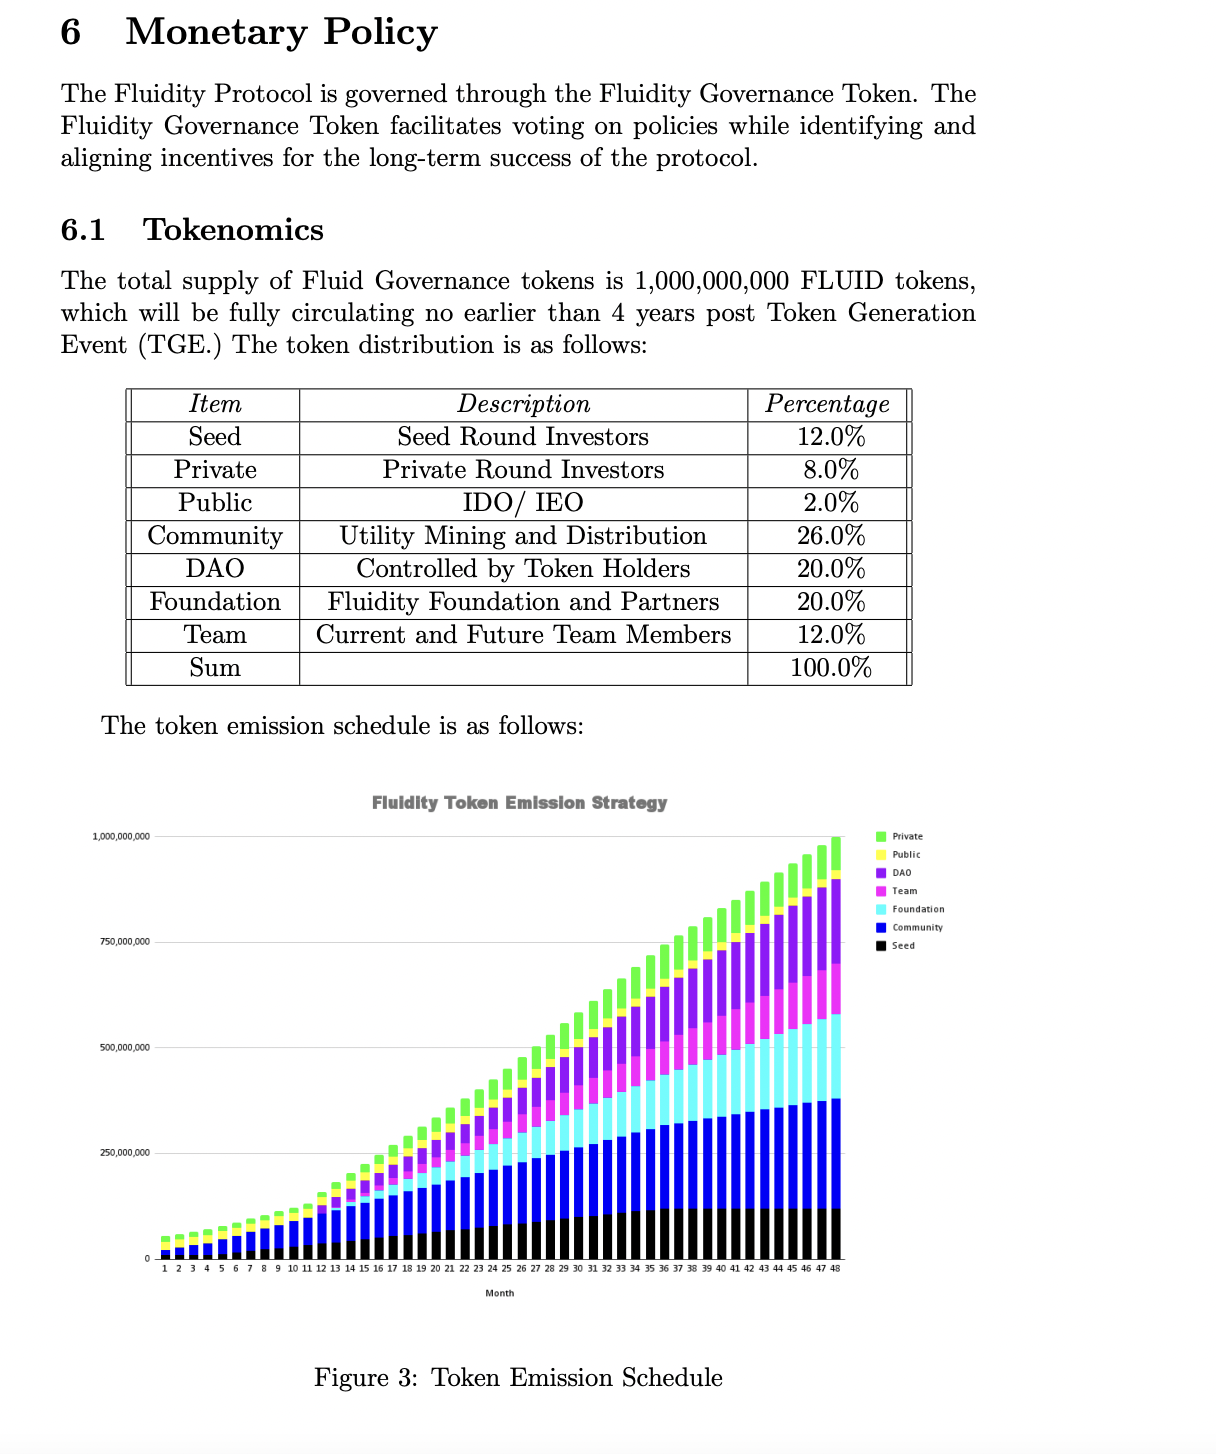 6 Monetary Policy
The Fluidity Protocol is governed through the Fluidity Governance Token. The
Fluidity Governance Token facilitates voting on policies while identifying and
aligning incentives for the long-term success of the protocol.
6.1 Tokenomics
The total supply of Fluid Governance tokens is 1,000,000,000 FLUID tokens,
which will be fully circulating no earlier than 4 years post Token Generation
Event (TGE.) The token distribution is as follows:
Item Description Percentage
Seed Seed Round Investors 12.0%
Private Private Round Investors 8.0%
Public IDO/ IEO 2.0%
Community Utility Mining and Distribution 26.0%
DAO Controlled by Token Holders 20.0%
Foundation Fluidity Foundation and Partners 20.0%
Team Current and Future Team Members 12.0%
Sum 100.0%
The token emission schedule is as follows:
Fluidity Token Emission Strategy
1,000,000,000
750,000,000
500,000,000
250,000,000
0
Private
Public
DAO
Team
Foundation
Community
Seed
1 2 3 4 5 6 7 8 9 10 11 12 13 14 15 16 17 18 19 20 21 22 23 24 25 26 27 28 29 30 31 32 33 34 35 36 37 38 39 40 41 42 43 44 45 46 47 48
Month
Figure 3: Token Emission Schedule